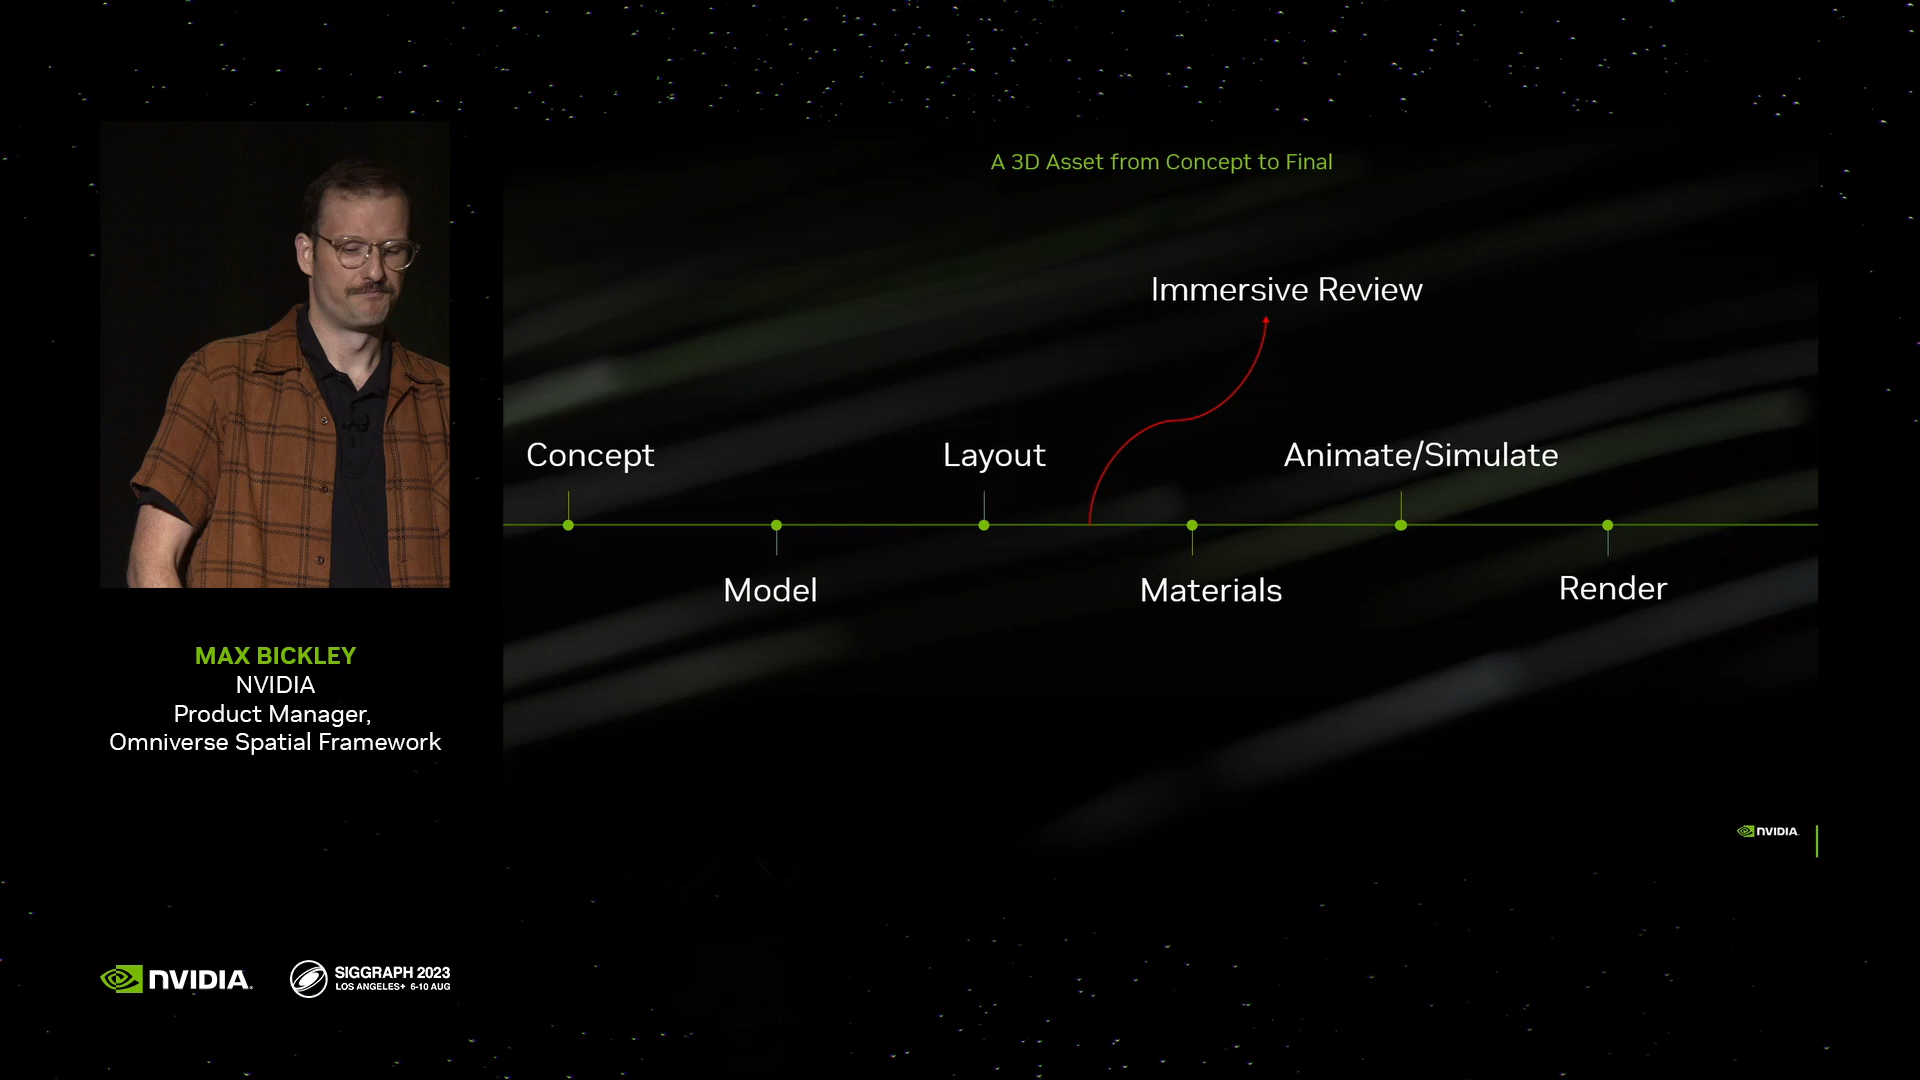 A 3D Asset from Concept to Final
Immersive Review
Concept
Layout
Animate/Simulate
Model
Materials
Render
MAX BICKLEY
NVIDIA
Product Manager,
Omniverse Spatial Framework
NVIDIA
NVIDIA
SIGGRAPH 2023
LOS ANGELES+ 6-10 AUG